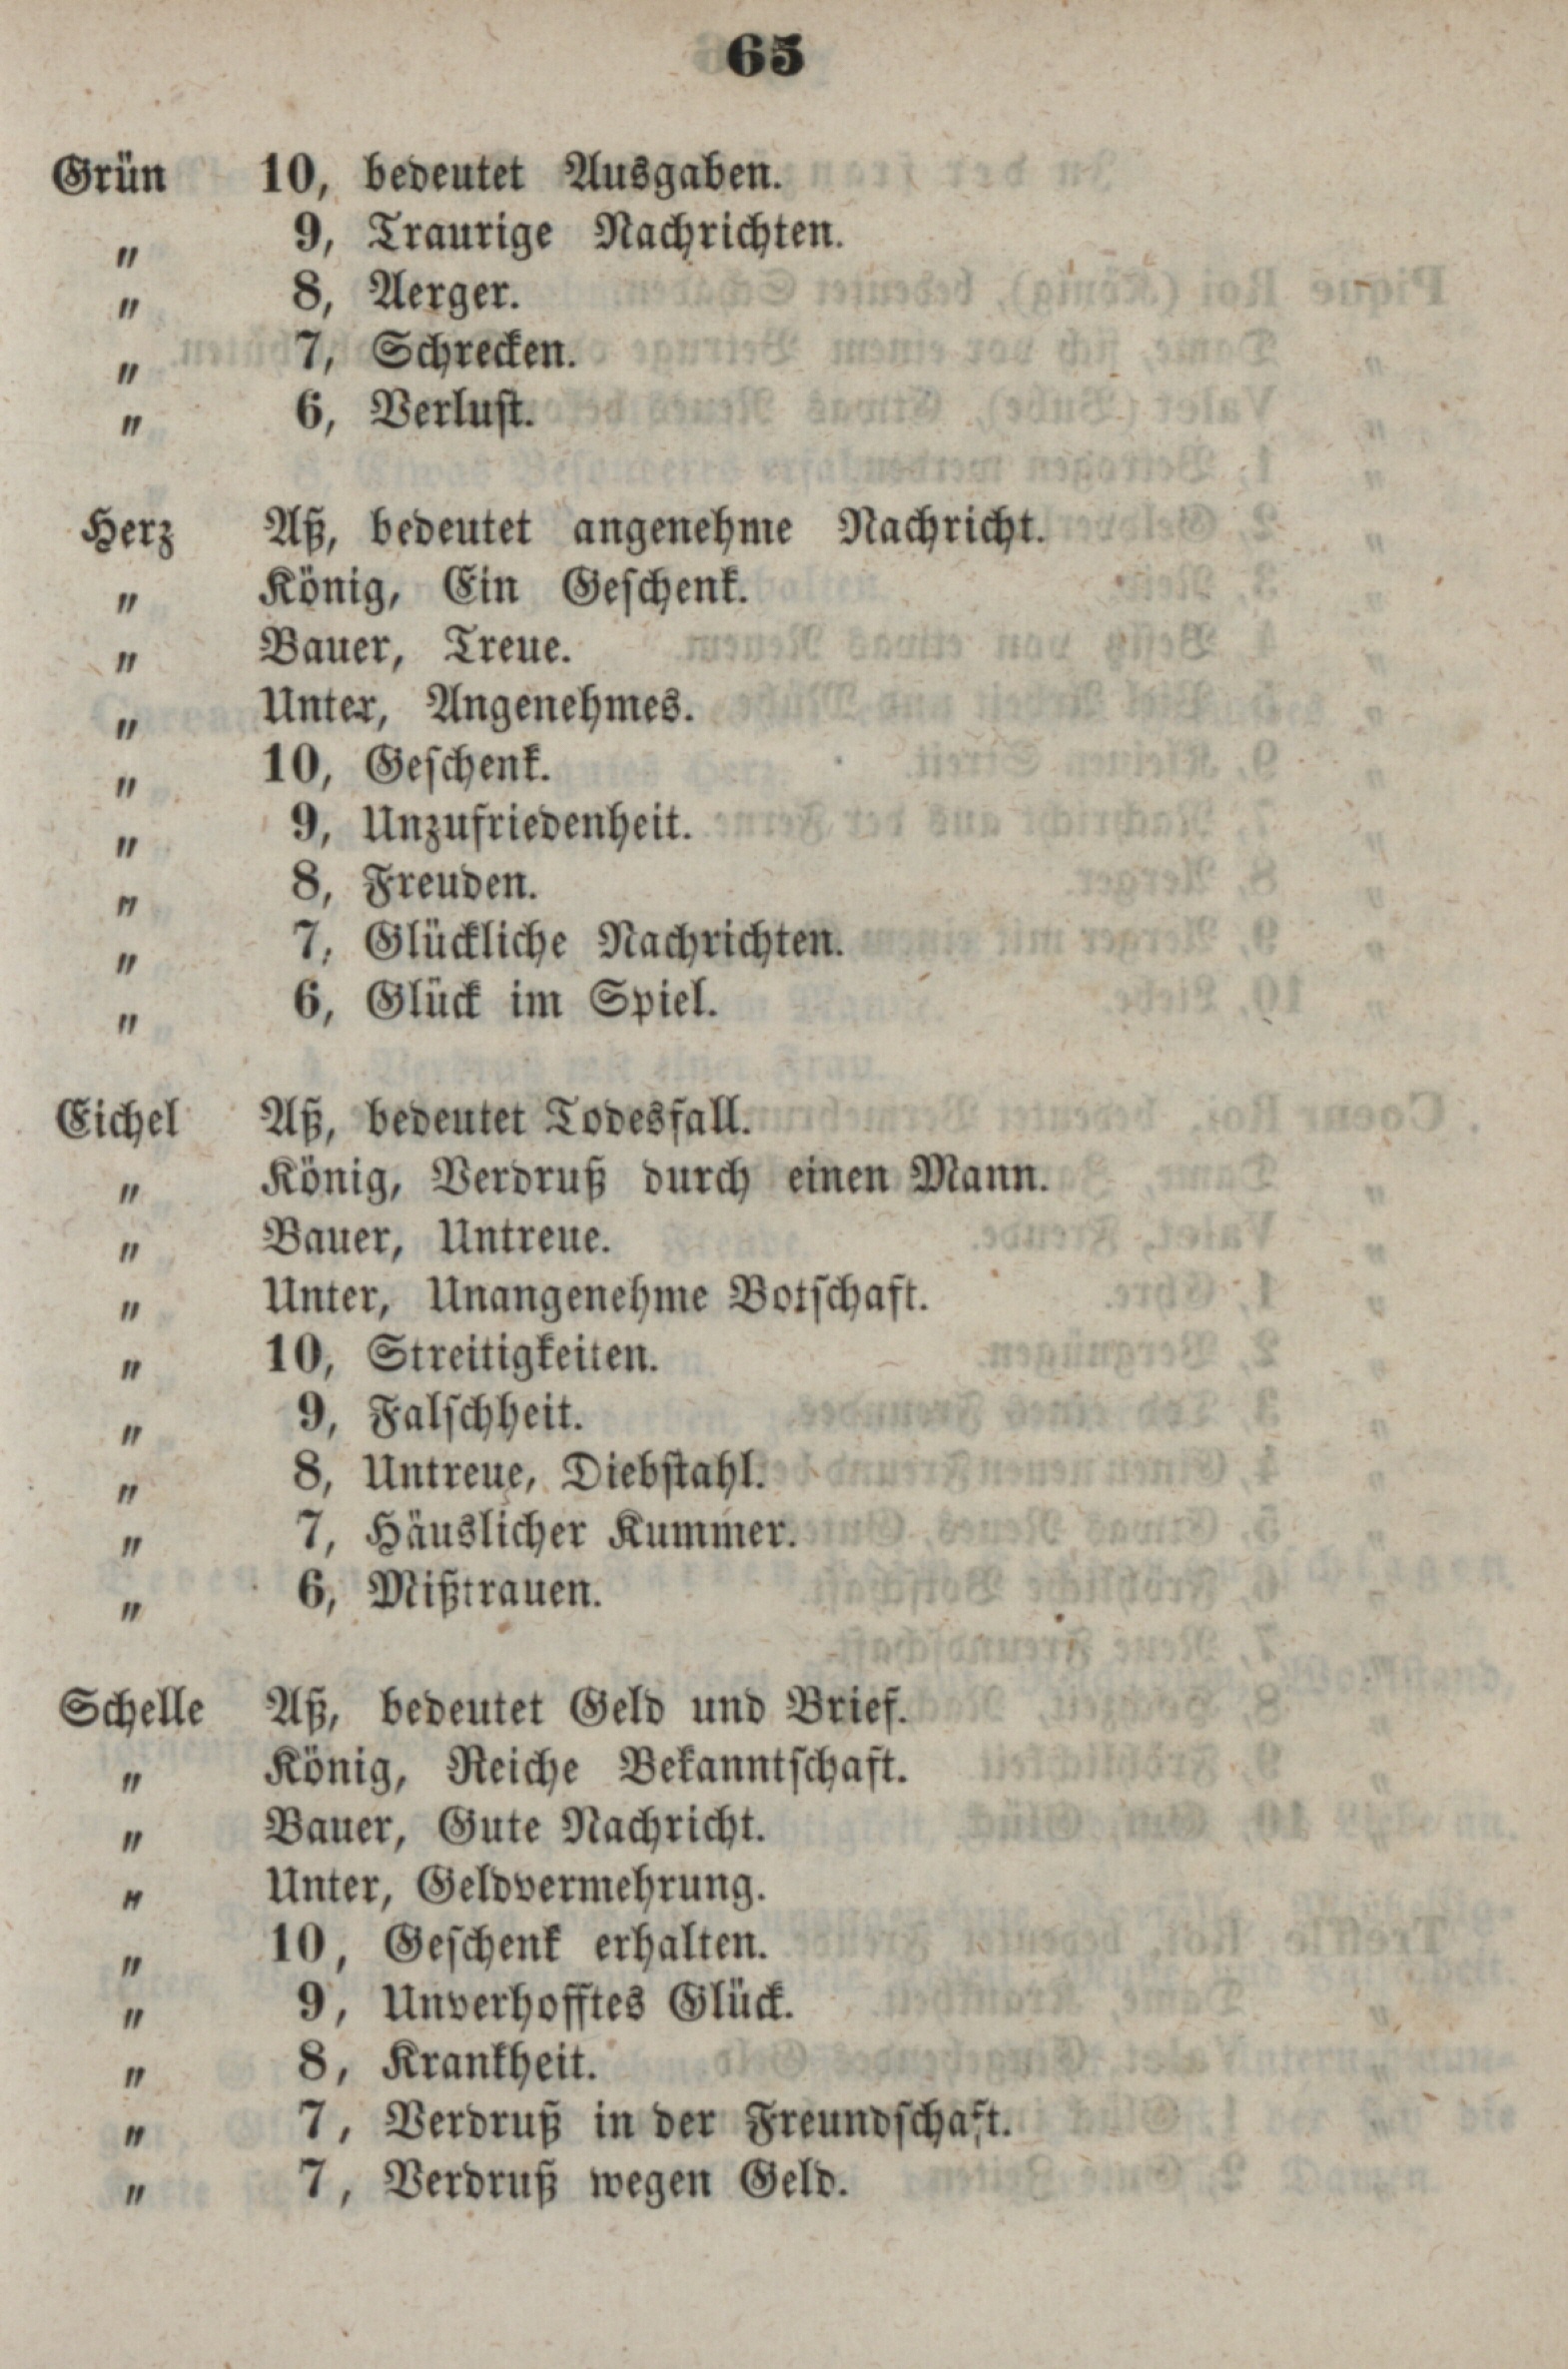 65
Grün 10, bedeutet Ausgaben.
„ 9, Traurige Nachrichten.
„ 8, Aerger.
„ 7, Schrecken.
„ 6, Verlust.
Herz Aß, bedeutet angenehme Nachricht.
„ König, Ein Geschenk.
„ Bauer, Treue.
„ Unter, Angenehmes.
„ 10, Geschenk.
„ 9, Unzufriedenheit.
„ 8, Freuden.
„ 7, Glückliche Nachrichten.
„ 6, Glück im Spiel.
Eichel Aß, bedeutet Todesfall.
„ König, Verdruß durch einen Mann.
„ Bauer, Untreue.
„ Unter, Unangenehme Botschaft.
„ 10, Streitigkeiten.
„ 9, Falschheit.
„ 8, Untreue, Diebstahl.
„ 7, Häuslicher Kummer.
„ 6, Mißtrauen.
Schelle Aß, bedeutet Geld und Brief.
„ König, Reiche Bekanntschaft.
„ Bauer, Gute Nachricht.
„ Unter, Geldvermehrung.
„ 10, Geschenk erhalten.
„ 9, Unverhofftes Glück.
„ 8, Krankheit.
„ 7, Verdruß in der Freundschaft.
„ 7, Verdruß wegen Geld.